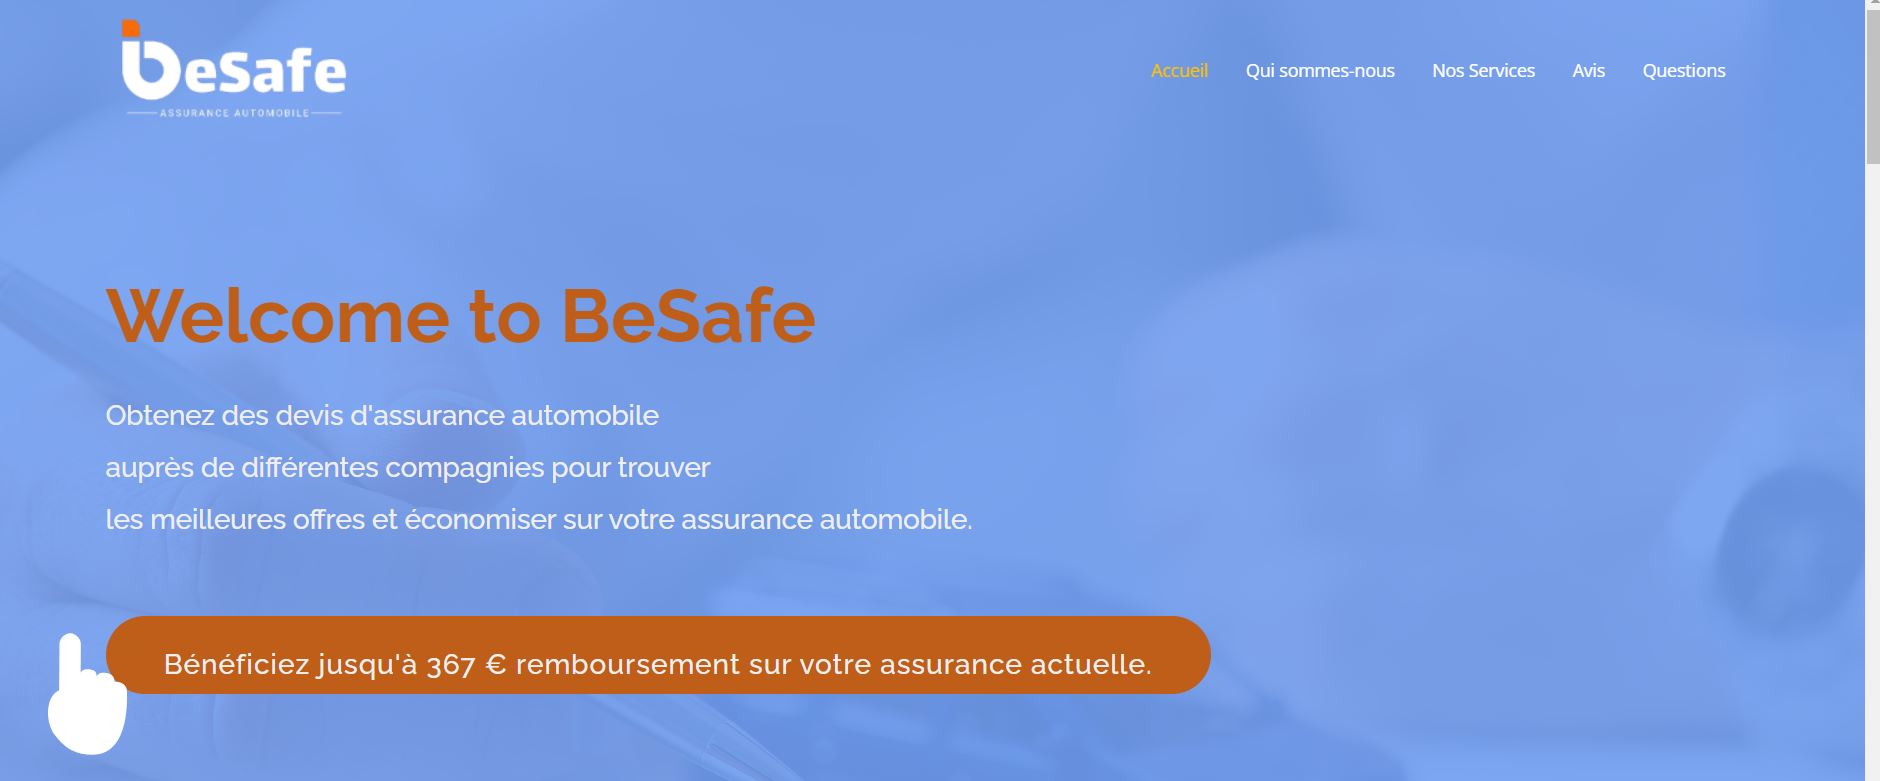 beSafe
ASSURANCE AUTOMOBILE
Accueil Qui sommes-nous Nos Services Avis Questions
Welcome to BeSafe
Obtenez des devis d'assurance automobile
auprès de différentes compagnies pour trouver
les meilleures offres et économiser sur votre assurance automobile.
Bénéficiez jusqu'à 367 € remboursement sur votre assurance actuelle.